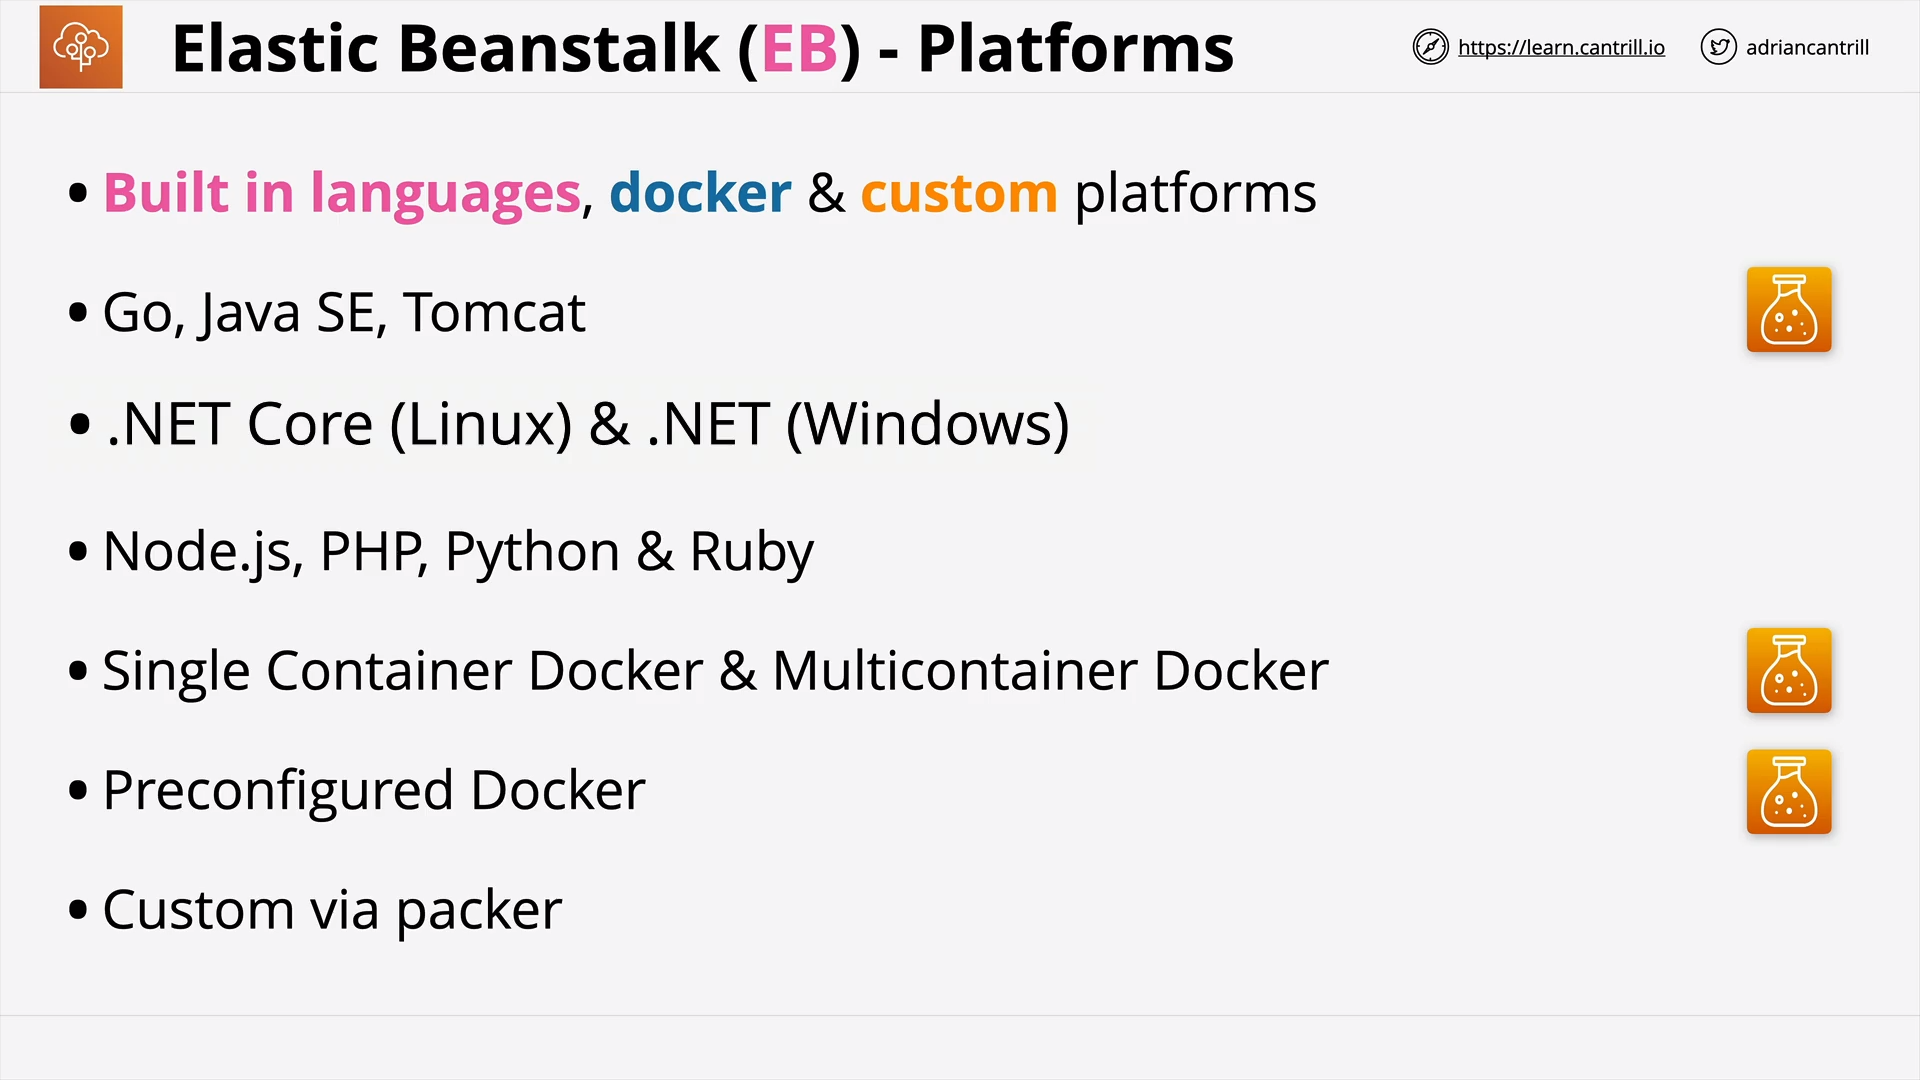 Elastic Beanstalk (EB) - Platforms
https://learn.cantrill.io
adriancantrill
• Built in languages, docker & custom platforms
• Go, Java SE, Tomcat
• .NET Core (Linux) & .NET (Windows)
• Node.js, PHP, Python & Ruby
• Single Container Docker & Multicontainer Docker
• Preconfigured Docker
• Custom via packer